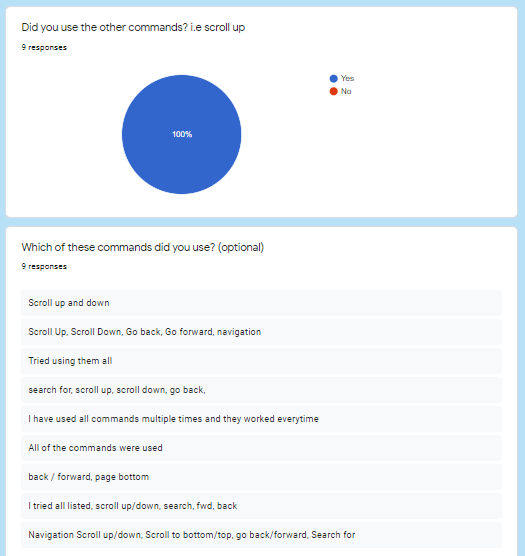 Did you use the other commands? i.e scroll up
9 responses
Yes
No
100%
Which of these commands did you use? (optional)
9 responses
Scroll up and down
Scroll Up, Scroll Down, Go back, Go forward, navigation
Tried using them all
search for, scroll up, scroll down, go back,
I have used all commands multiple times and they worked everytime
All of the commands were used
back / forward, page bottom
I tried all listed, scroll up/down, search, fwd, back
Navigation Scroll up/down, Scroll to bottom/top, go back/forward, Search for